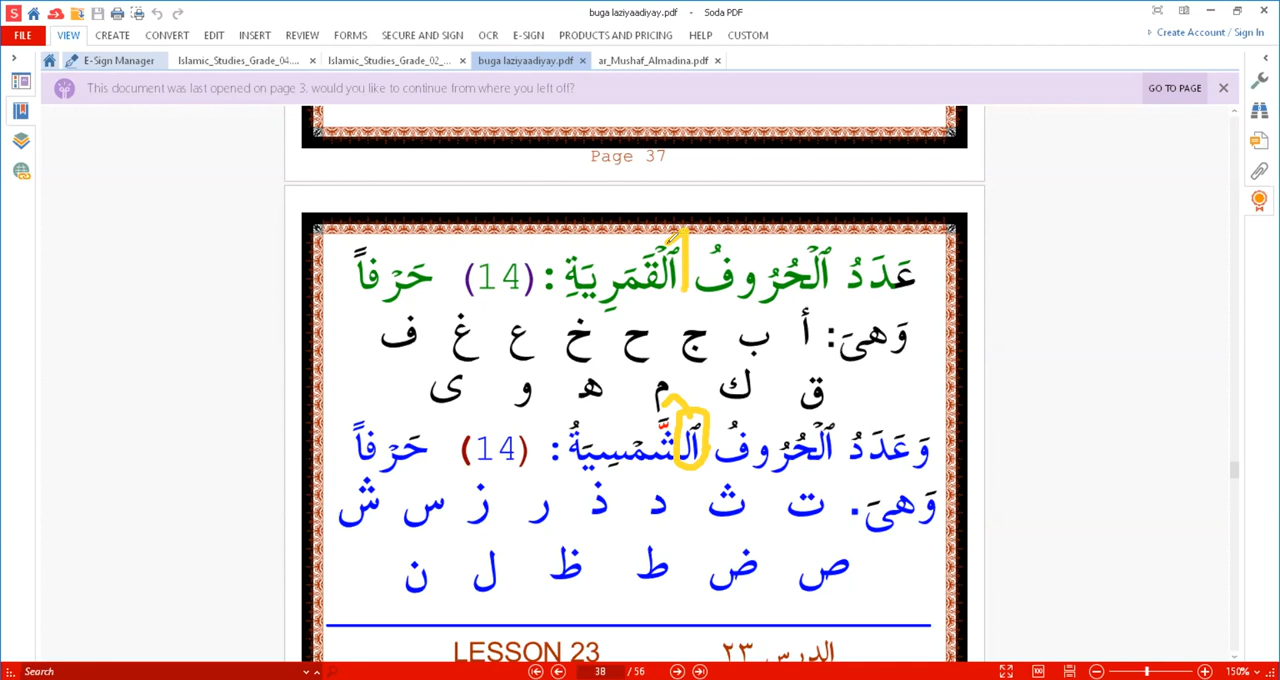 buga laziyaadiyay.pdf - Soda PDF
FILE VIEW CREATE CONVERT EDIT INSERT REVIEW FORMS SECURE AND SIGN OCR E-SIGN PRODUCTS AND PRICING HELP CUSTOM Create Account / Sign In
E-Sign Manager Islamic_Studies_Grade_04.... Islamic_Studies_Grade_02_... buga laziyaadiyay.pdf ar_Mushaf_Almadina.pdf
This document was last opened on page 3. would you like to continue from where you left off? GO TO PAGE
Page 37
عَدَدُ ٱلْحُرُوفُ ٱلْقَمَرِيَةِ: (14) حَرْفاً
وَهىَ: أ ب ج ح خ ع غ ف
ق ك م ه و ى
وَعَدَدُ ٱلْحُرُوفُ ٱلشَّمْسِيَةُ: (14) حَرْفاً
وَهىَ. ت ث د ذ ر ز س ش
ص ض ط ظ ل ن
LESSON 23 الدرس ٢٣
Search 38 / 56 150%